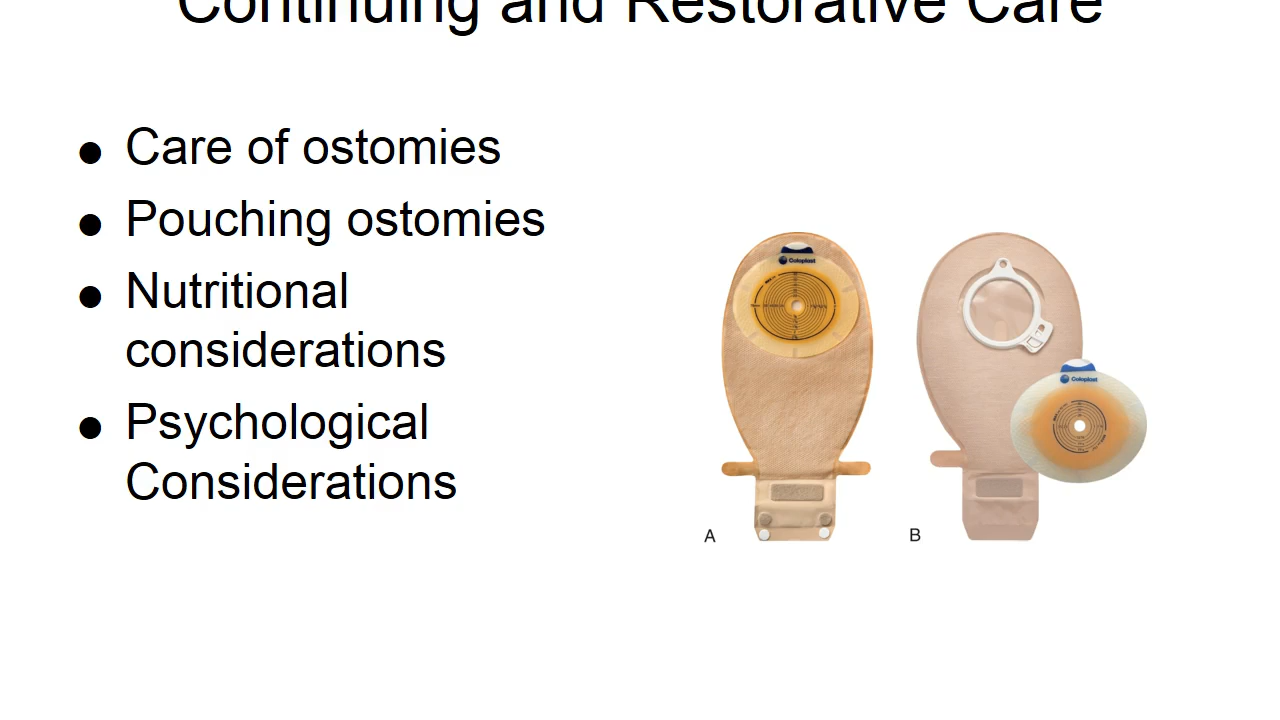 Continuing and Restorative Care
● Care of ostomies
● Pouching ostomies
● Nutritional
considerations
● Psychological
Considerations
Coloplast
Coloplast
A
B